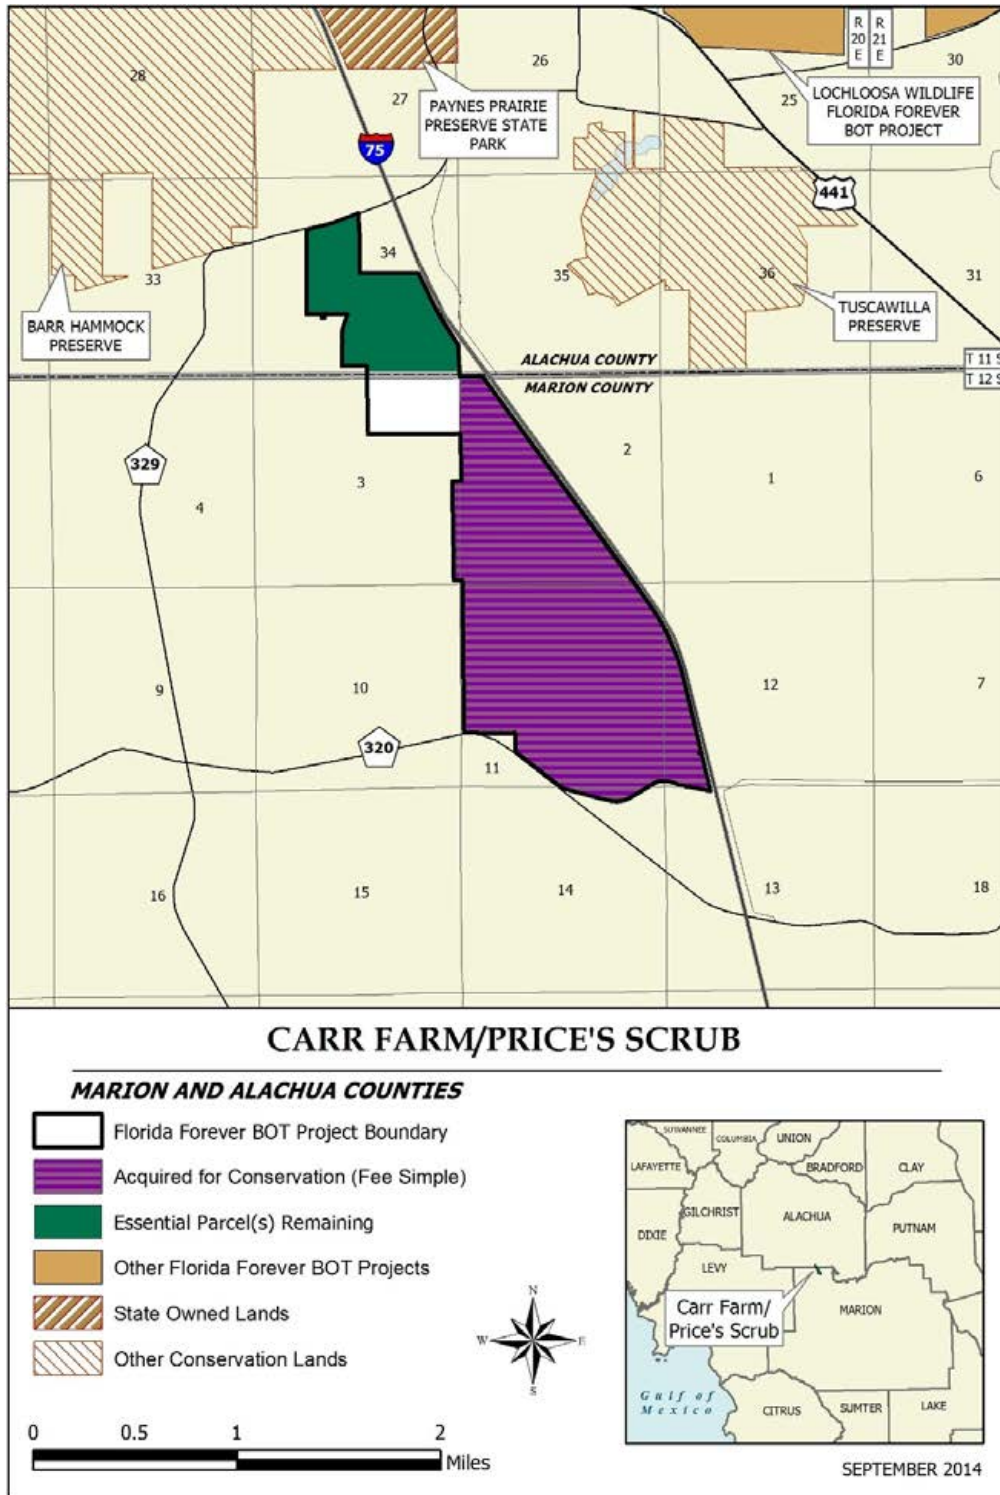 R
20
E
R
21
E
28
26
30
27
25
PAYNES PRAIRIE
PRESERVE STATE
PARK
LOCHLOOSA WILDLIFE
FLORIDA FOREVER
BOT PROJECT
75
441
34
33
35
36
31
BARR HAMMOCK
PRESERVE
TUSCAWILLA
PRESERVE
ALACHUA COUNTY
MARION COUNTY
T 11 S
T 12 S
2
329
3
1
6
4
9
10
12
7
320
11
16
15
14
13
18
CARR FARM/PRICE'S SCRUB
MARION AND ALACHUA COUNTIES
Florida Forever BOT Project Boundary
Acquired for Conservation (Fee Simple)
Essential Parcel(s) Remaining
Other Florida Forever BOT Projects
State Owned Lands
Other Conservation Lands
N
W
E
S
0 0.5 1 2
Miles
SUWANNEE
COLUMBIA
UNION
LAFAYETTE
BRADFORD
CLAY
GILCHRIST
ALACHUA
DIXIE
PUTNAM
LEVY
Carr Farm/
Price's Scrub
MARION
Gulf of
Mexico
CITRUS
SUMTER
LAKE
SEPTEMBER 2014